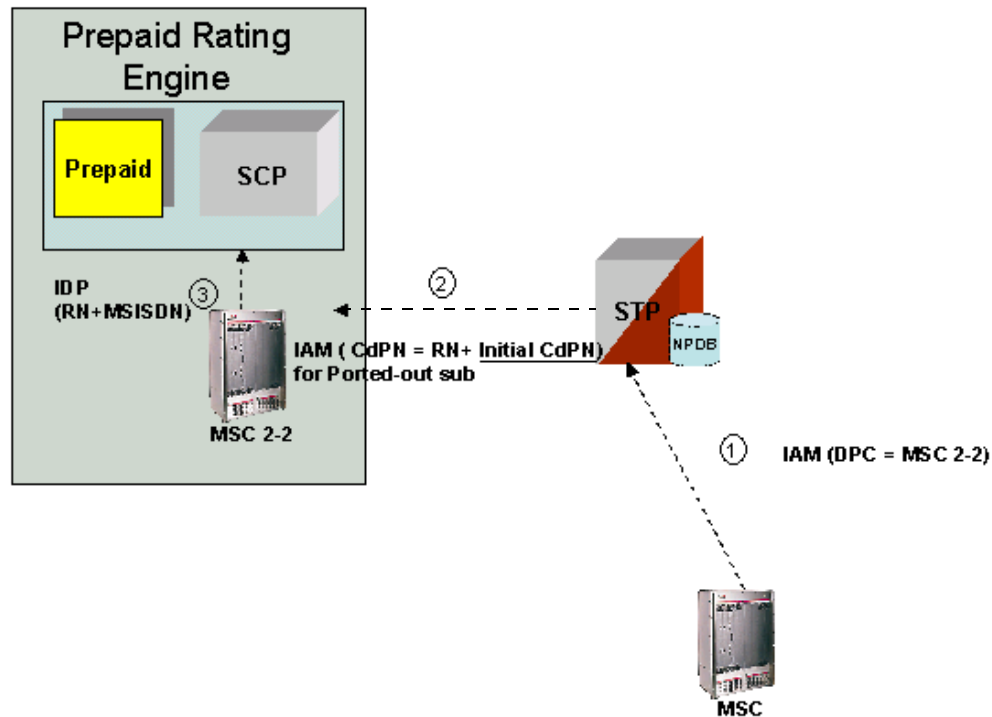 Prepaid Rating
Engine
Prepaid
SCP
IDP
(RN+MSISDN)
3
2
STP
NPDB
IAM ( CdPN = RN+ Initial CdPN)
for Ported-out sub
MSC 2-2
1
IAM (DPC = MSC 2-2)
MSC